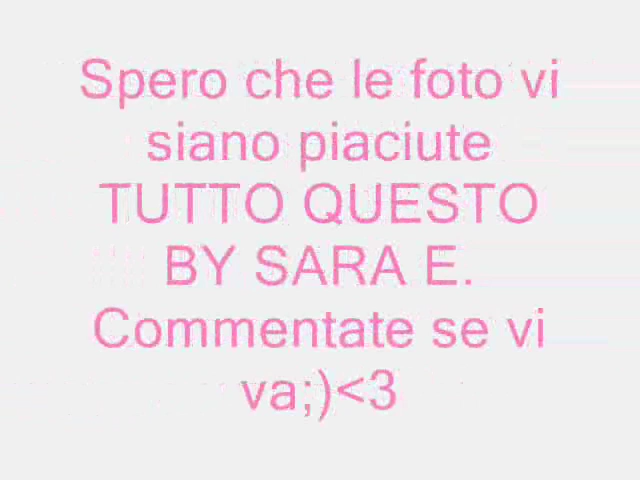 Spero che le foto vi
siano piaciute
TUTTO QUESTO
BY SARA E.
Commentate se vi
va;)<3